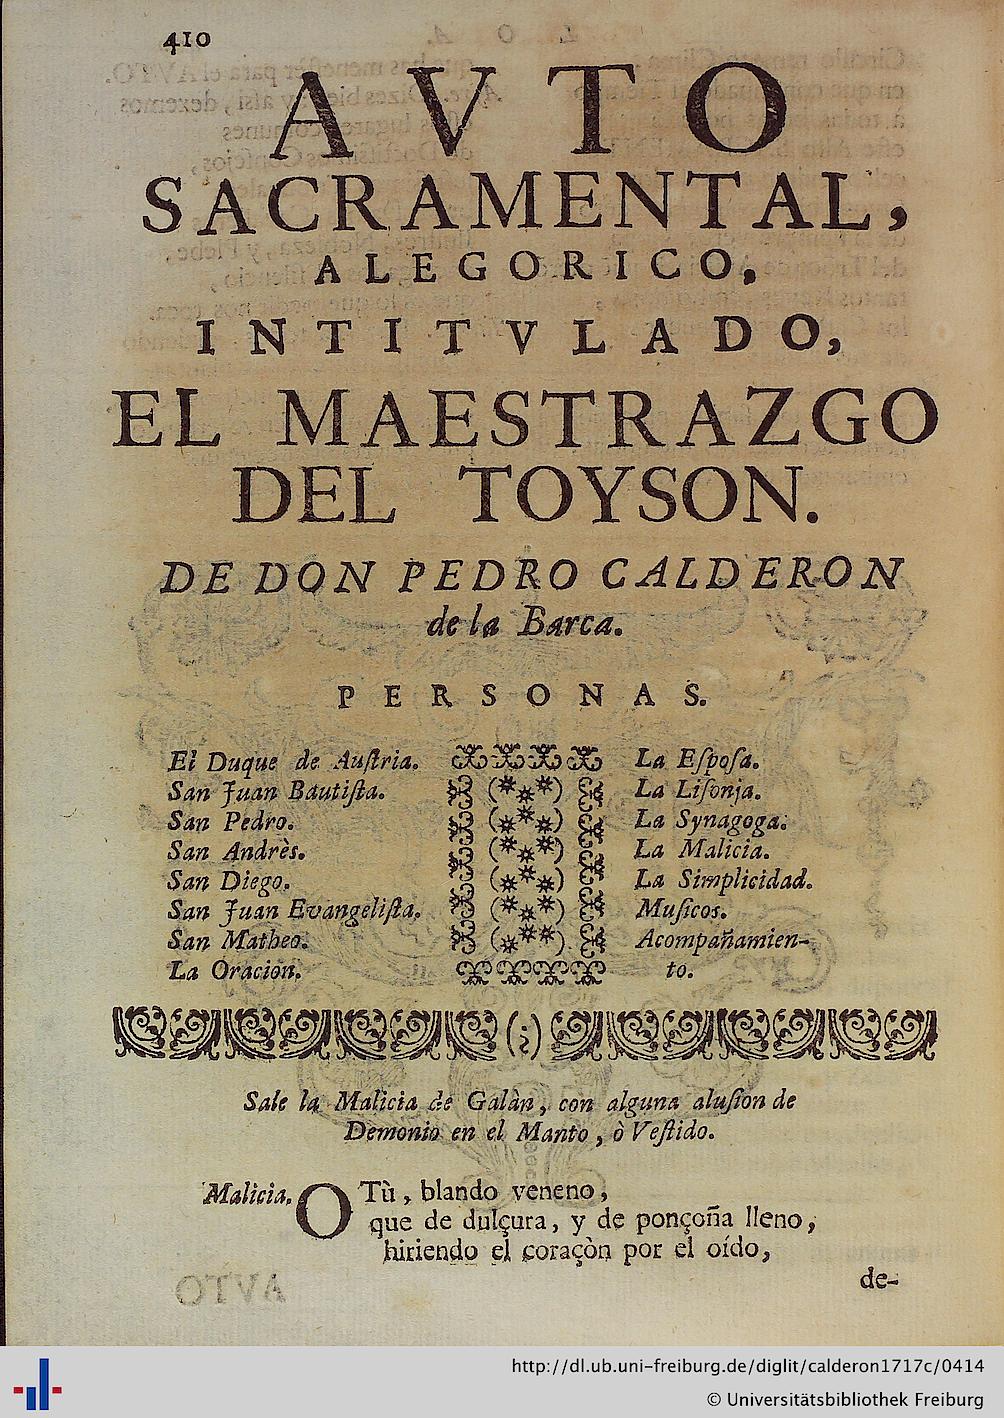 410
AVTO
SACRAMENTAL,
ALEGORICO,
INTITVLADO,
EL MAESTRAZGO
DEL TOYSON.
DE DON PEDRO CALDERON
de la Barca.
PERSONAS.
El Duque de Auſtria.
San Juan Bautiſta.
San Pedro.
San Andrès.
San Diego.
San Juan Evangeliſta.
San Matheo.
La Oracion.
La Eſpoſa.
La Liſonja.
La Synagoga.
La Malicia.
La Simplicidad.
Muſicos.
Acompañamien-
to.
Sale la Malicia de Galàn, con alguna aluſion de
Demonio en el Manto, ò Veſtido.
Malicia. O Tù, blando veneno,
que de dulçura, y de ponçoña lleno,
hiriendo el coraçòn por el oído,
de-
http://dl.ub.uni-freiburg.de/diglit/calderon1717c/0414
© Universitätsbibliothek Freiburg